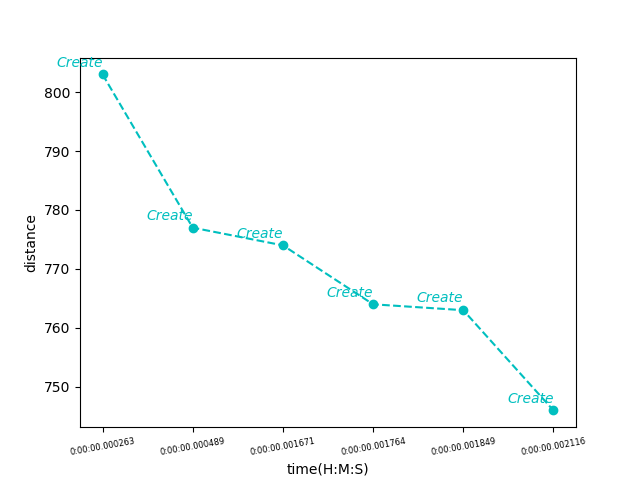 Create
800
790
Create
780
Create
770
Create
Create
760
750
Create
distance
0:00:00.000263
0:00:00.000489
0:00:00.001671
0:00:00.001764
0:00:00.001849
0:00:00.002116
time(H:M:S)